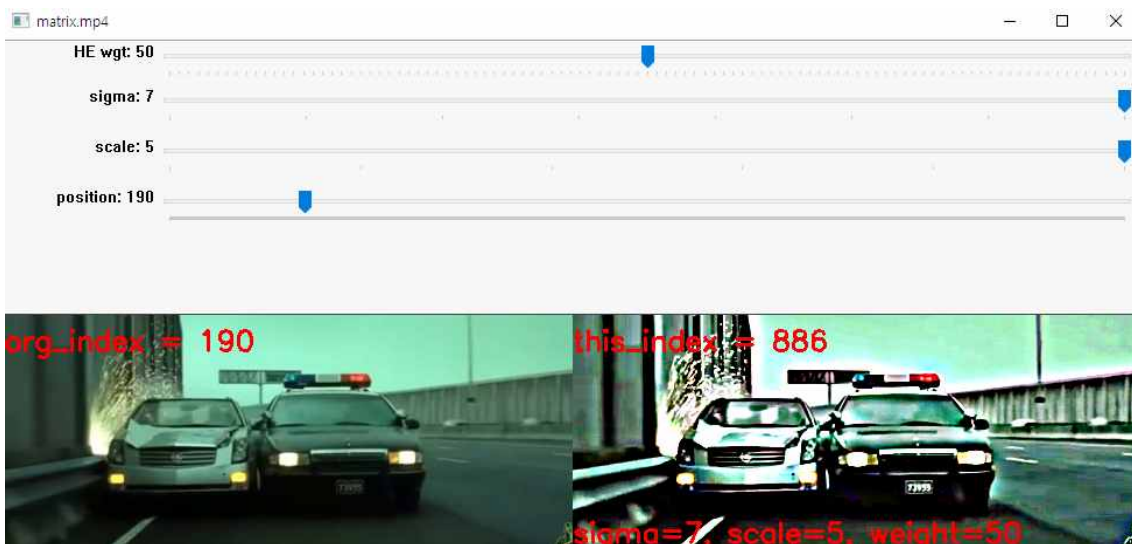 matrix.mp4
HE wgt: 50
sigma: 7
scale: 5
position: 190
org_index = 190
this_index = 886
sigma=7, scale=5, weight=50